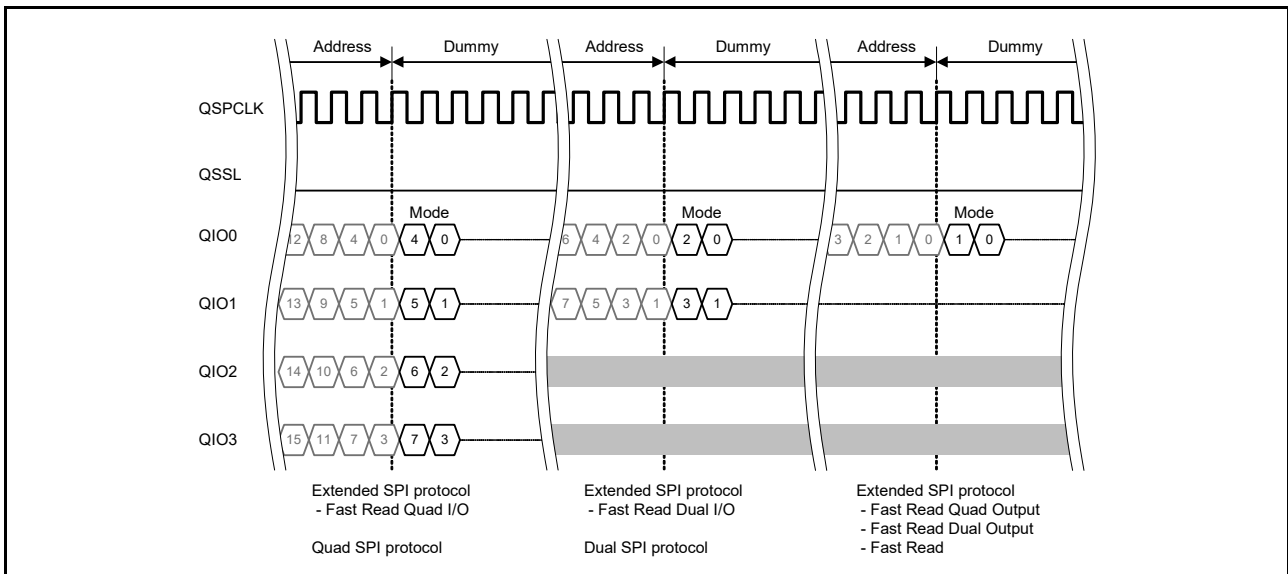 Address Dummy Address Dummy Address Dummy
QSPCLK
QSSL
Mode Mode Mode
QIO0 12 8 4 0 4 0 6 4 2 0 2 0 3 2 1 0 1 0
QIO1 13 9 5 1 5 1 7 5 3 1 3 1
QIO2 14 10 6 2 6 2
QIO3 15 11 7 3 7 3
Extended SPI protocol Extended SPI protocol Extended SPI protocol
- Fast Read Quad I/O - Fast Read Dual I/O - Fast Read Quad Output
- Fast Read Dual Output
Quad SPI protocol Dual SPI protocol - Fast Read